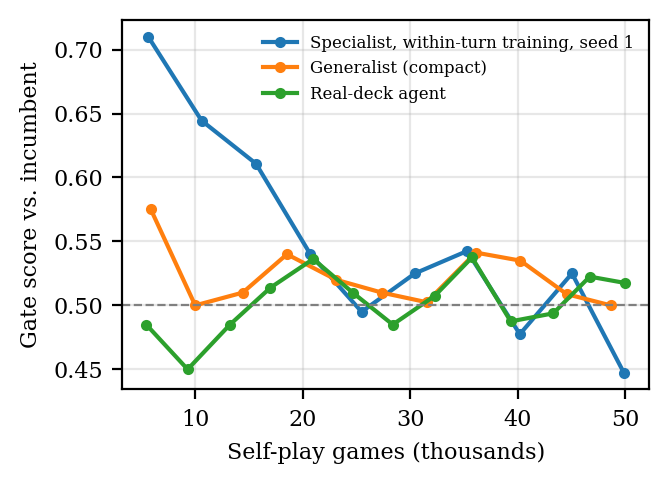 Gate score vs. incumbent
0.70
0.65
0.60
0.55
0.50
0.45
Specialist, within-turn training, seed 1
Generalist (compact)
Real-deck agent
10 20 30 40 50
Self-play games (thousands)